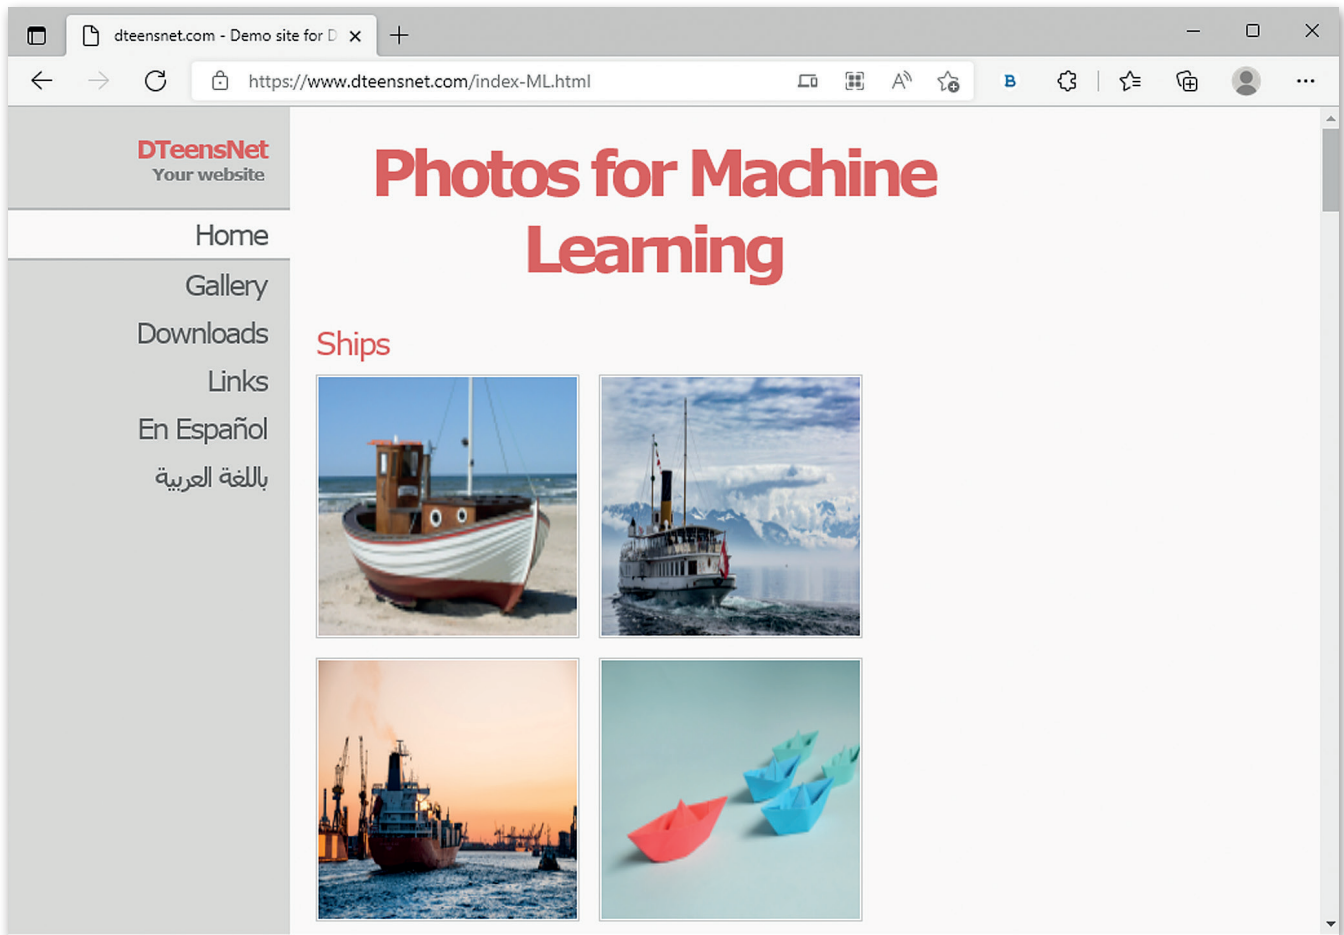 dteensnet.com - Demo site for D
https://www.dteensnet.com/index-ML.html
B
DTeensNet
Your website
Home
Gallery
Downloads
Links
En Español
باللغة العربية
Photos for Machine
Learning
Ships